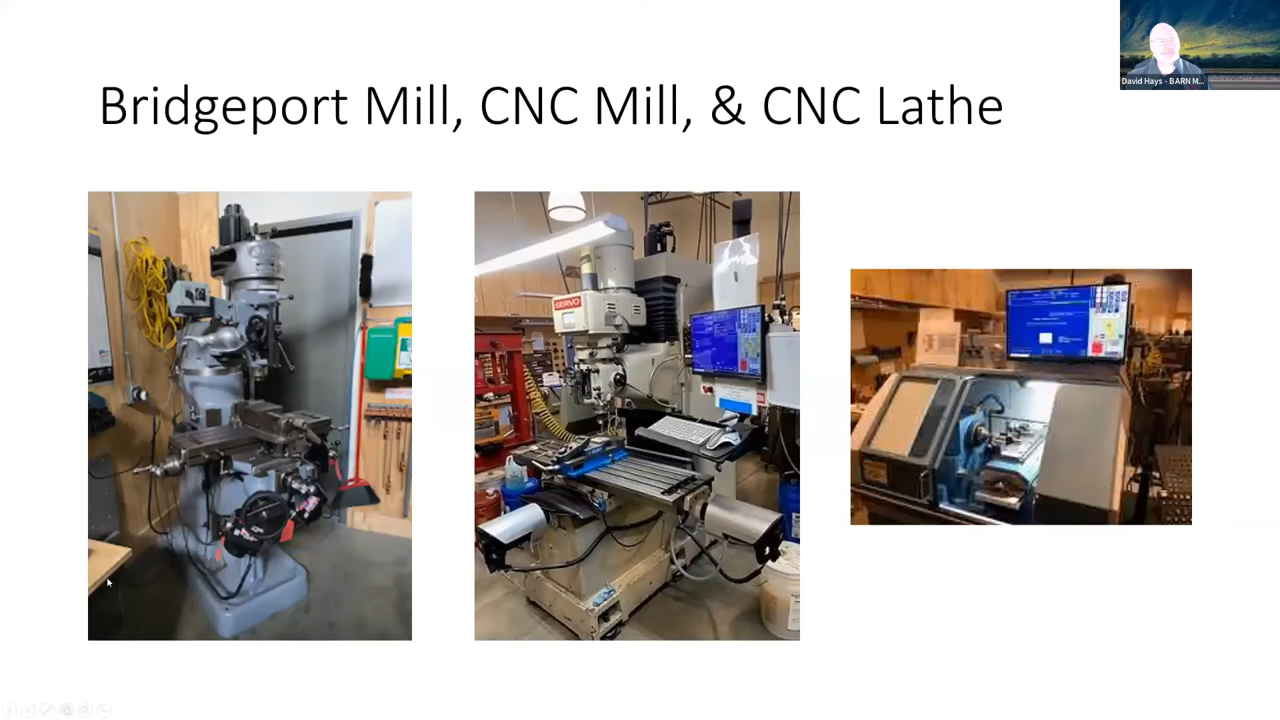 David Hays - BARN M...
Bridgeport Mill, CNC Mill, & CNC Lathe
SERVO